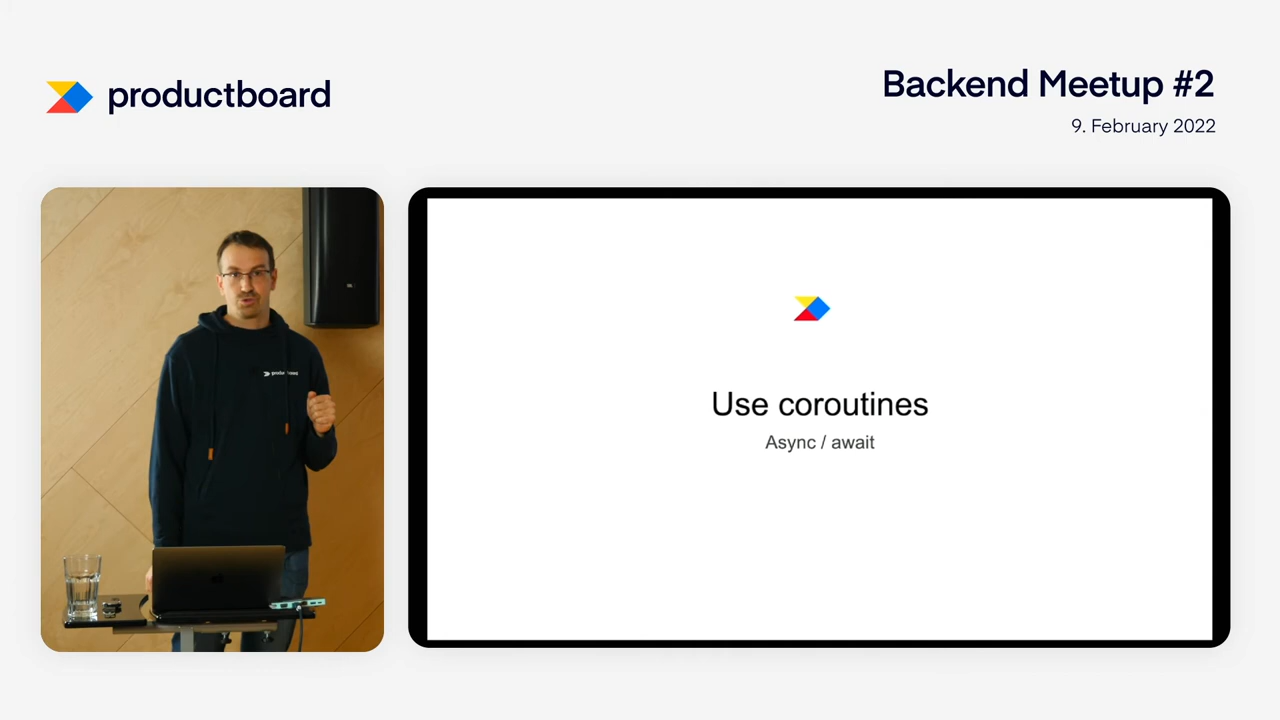 productboard
Backend Meetup #2
9. February 2022
Use coroutines
Async / await